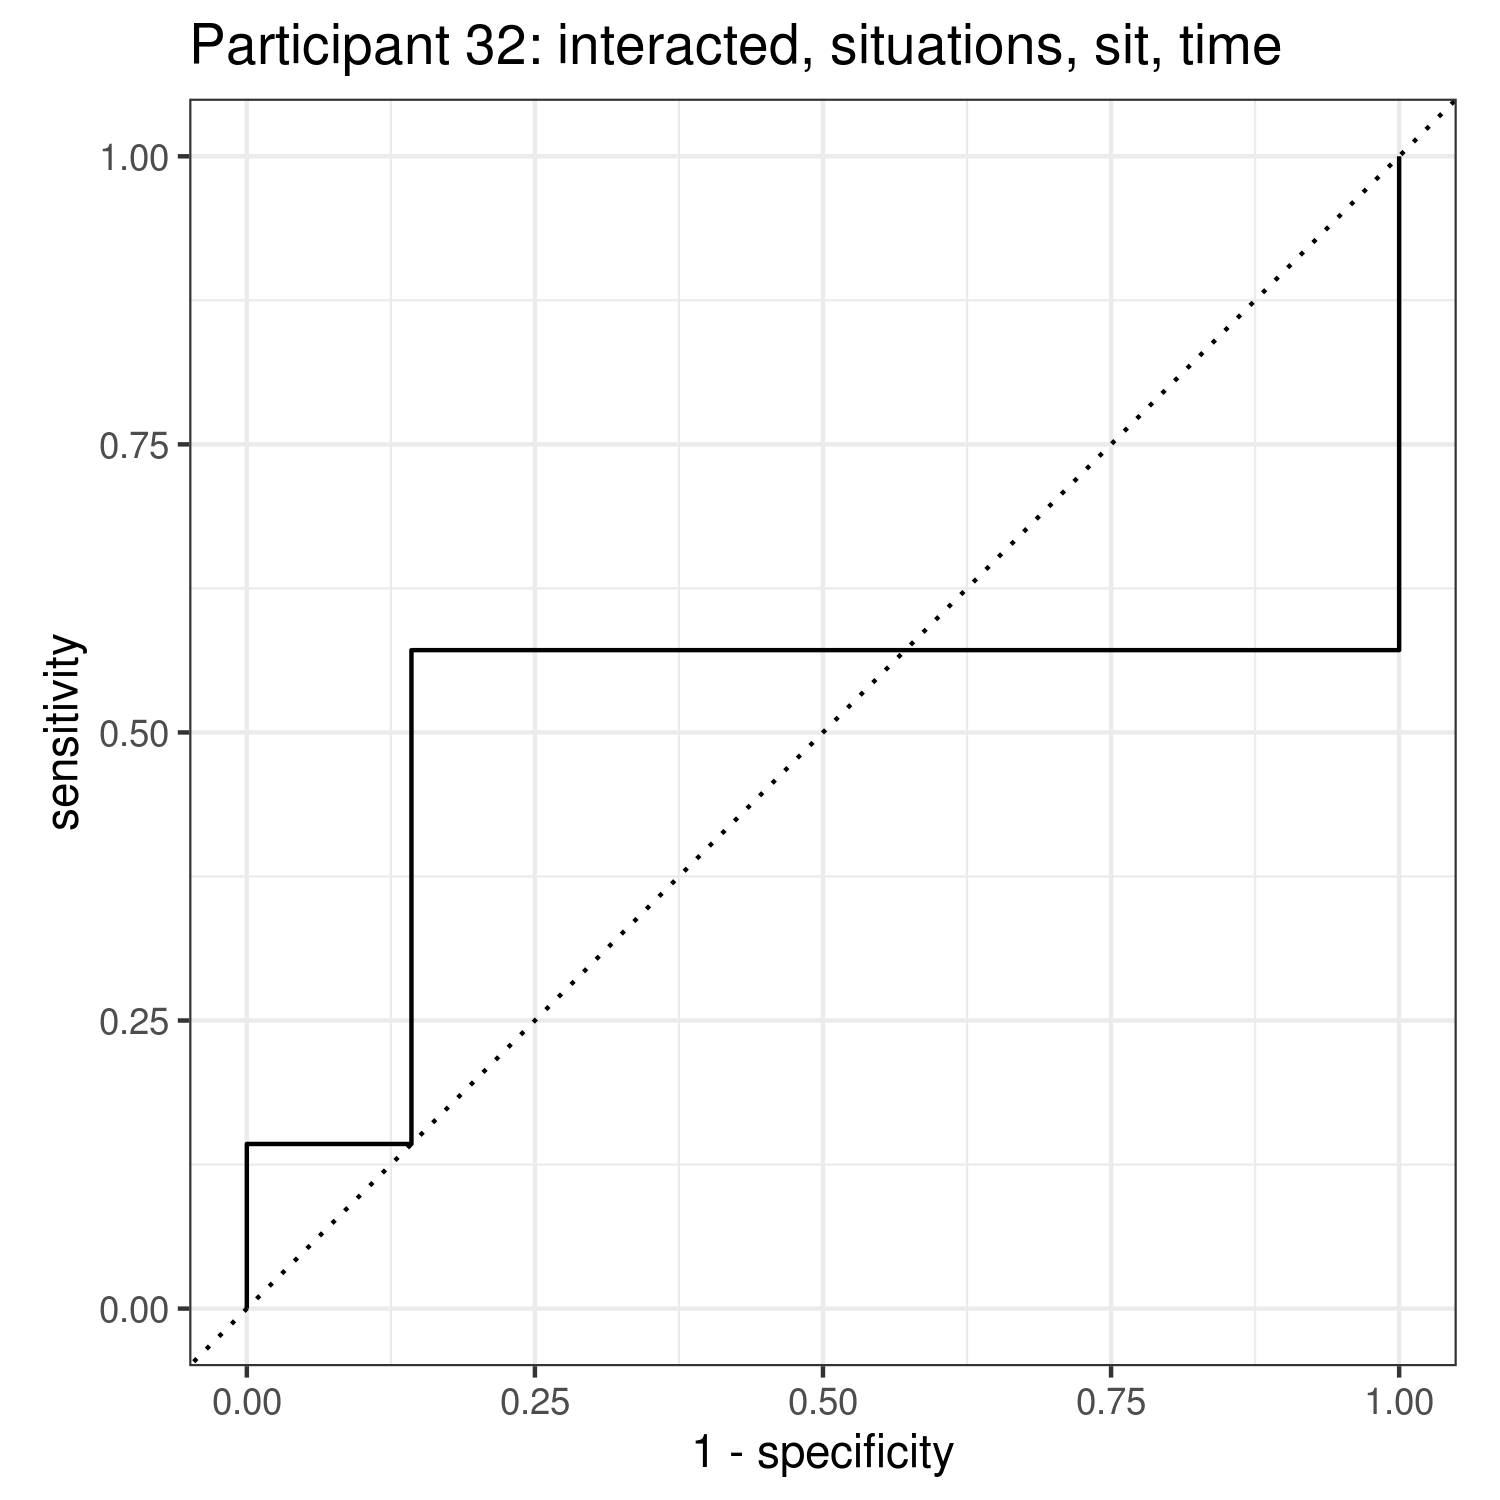 Participant 32: interacted, situations, sit, time
1.00
0.75
0.50
0.25
0.00
sensitivity
0.00 0.25 0.50 0.75 1.00
1 - specificity